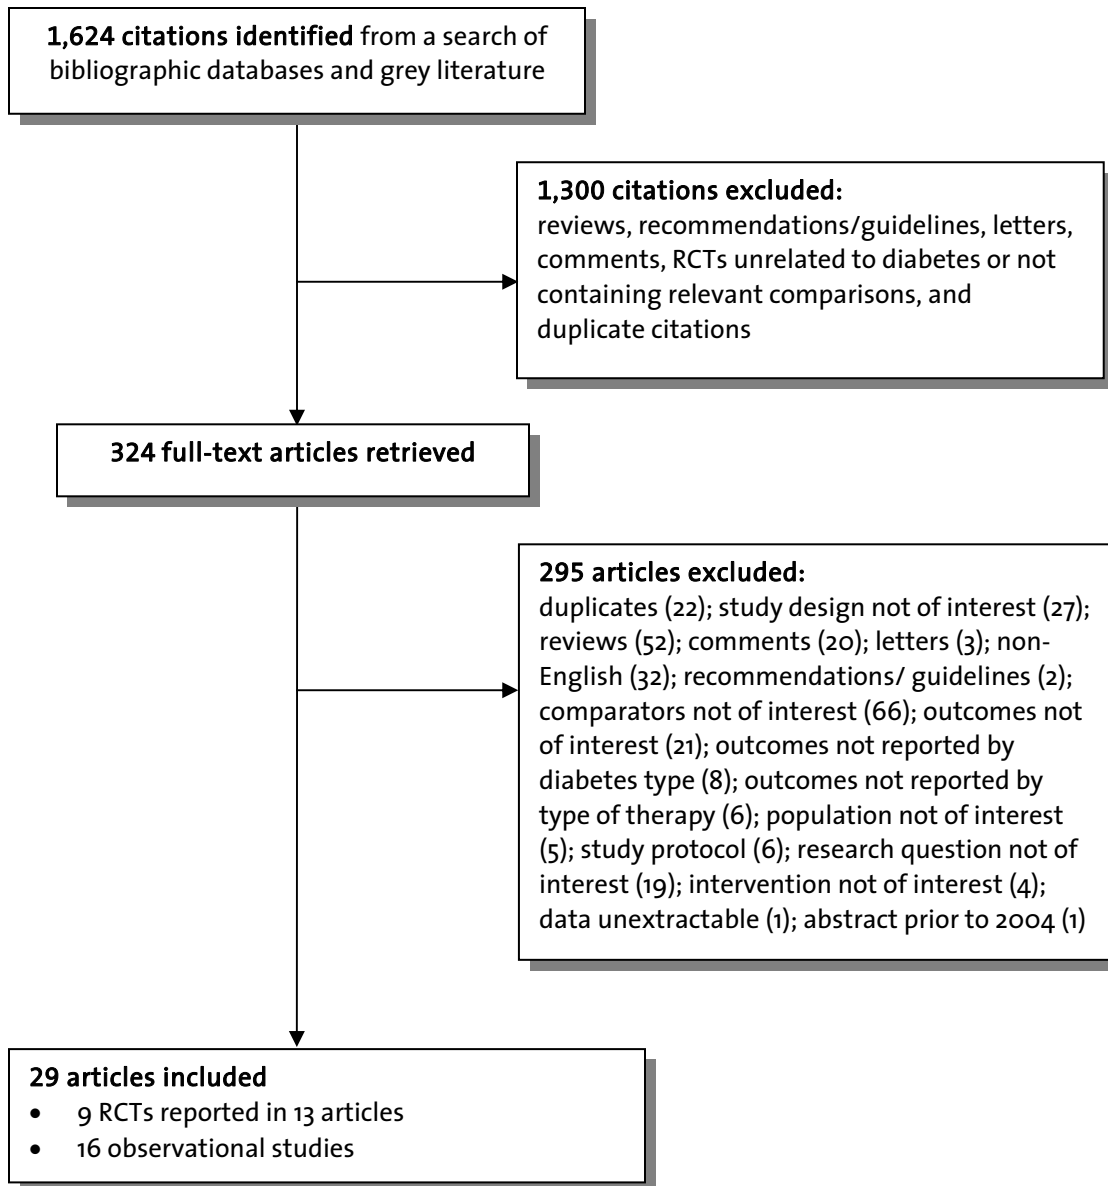 1,624 citations identified from a search of
bibliographic databases and grey literature
1,300 citations excluded:
reviews, recommendations/guidelines, letters,
comments, RCTs unrelated to diabetes or not
containing relevant comparisons, and
duplicate citations
324 full-text articles retrieved
295 articles excluded:
duplicates (22); study design not of interest (27);
reviews (52); comments (20); letters (3); non-
English (32); recommendations/ guidelines (2);
comparators not of interest (66); outcomes not
of interest (21); outcomes not reported by
diabetes type (8); outcomes not reported by
type of therapy (6); population not of interest
(5); study protocol (6); research question not of
interest (19); intervention not of interest (4);
data unextractable (1); abstract prior to 2004 (1)
29 articles included
• 9 RCTs reported in 13 articles
• 16 observational studies